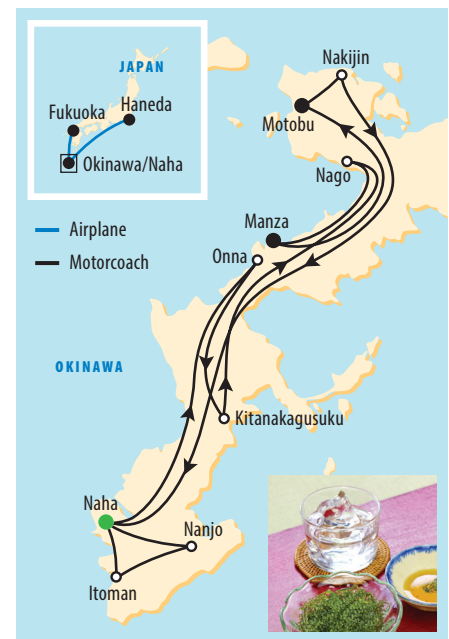 JAPAN
Fukuoka
Haneda
Okinawa/Naha
Airplane
Motorcoach
Nakijin
Motobu
Nago
Manza
Onna
OKINAWA
Kitanakagusuku
Naha
Nanjo
Itoman